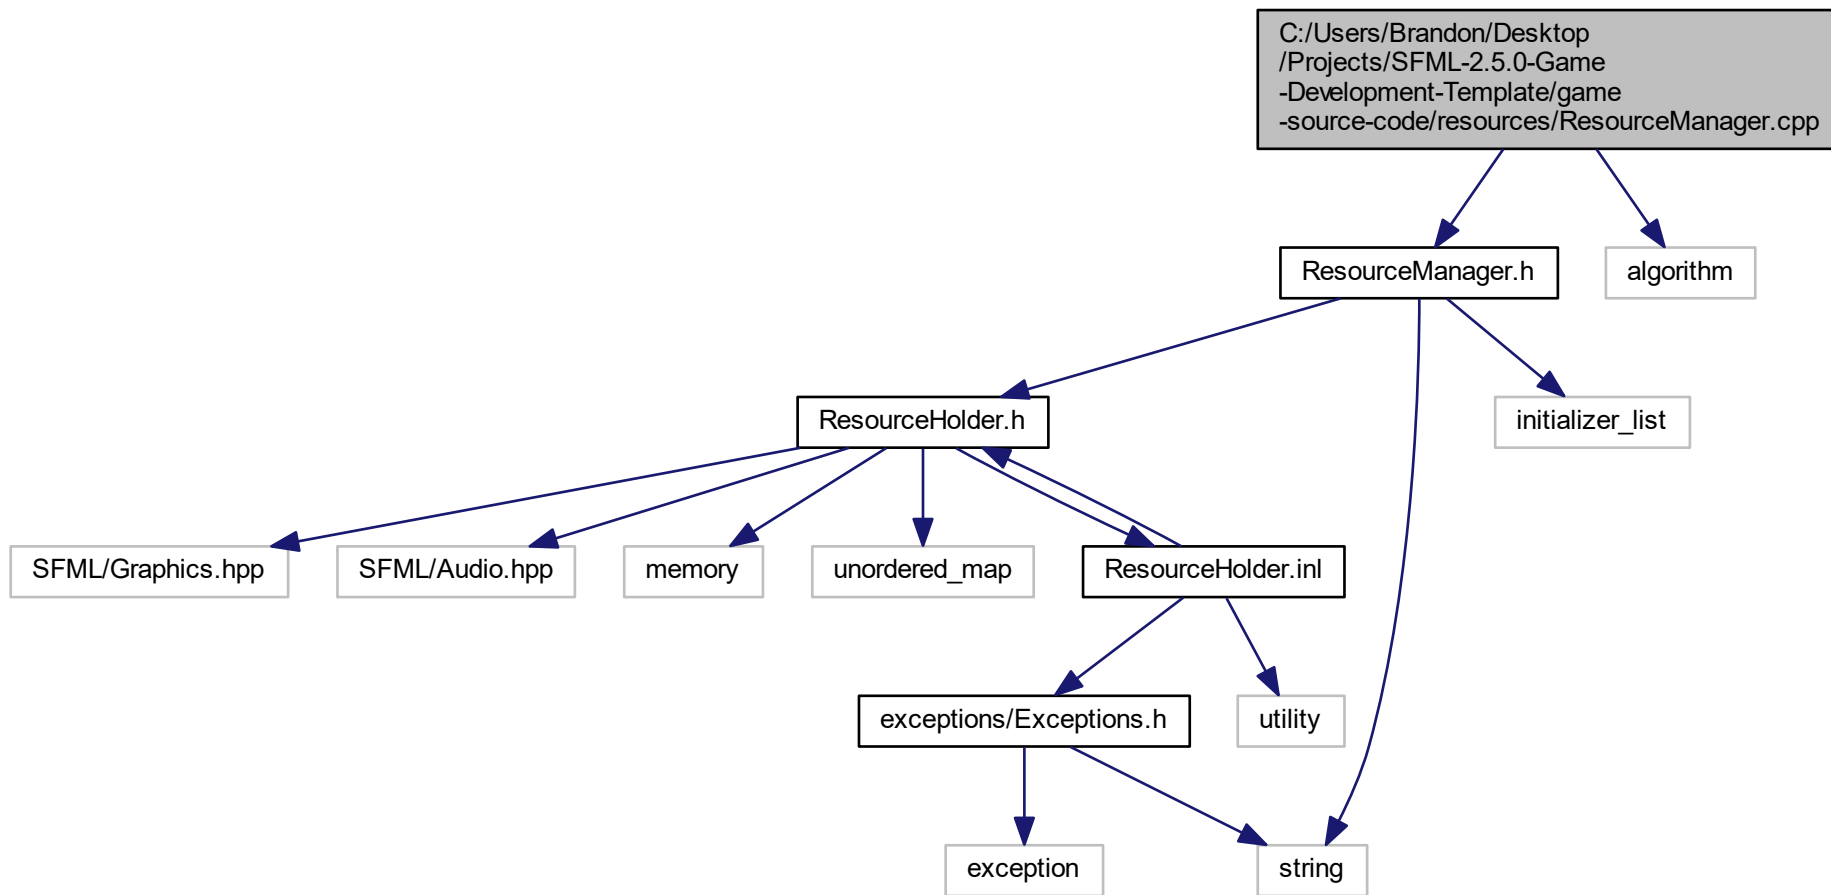 C:/Users/Brandon/Desktop
/Projects/SFML-2.5.0-Game
-Development-Template/game
-source-code/resources/ResourceManager.cpp
ResourceManager.h
algorithm
ResourceHolder.h
initializer_list
SFML/Graphics.hpp
SFML/Audio.hpp
memory
unordered_map
ResourceHolder.inl
exceptions/Exceptions.h
utility
exception
string